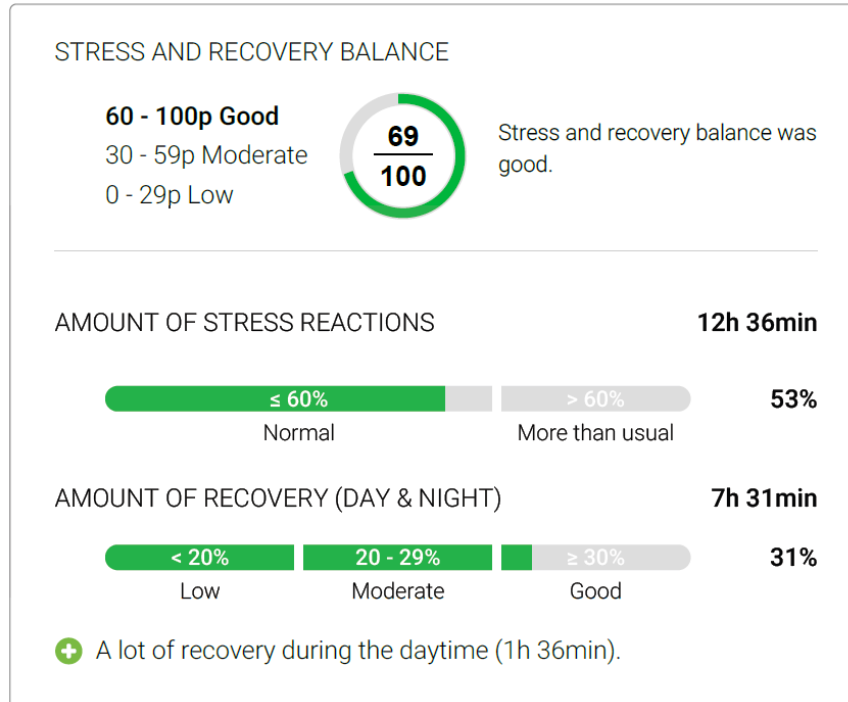 STRESS AND RECOVERY BALANCE
60 - 100p Good
30 - 59p Moderate
0 - 29p Low
69
100
Stress and recovery balance was
good.
AMOUNT OF STRESS REACTIONS
12h 36min
≤ 60%
> 60%
53%
Normal
More than usual
AMOUNT OF RECOVERY (DAY & NIGHT)
7h 31min
< 20%
20 - 29%
≥ 30%
31%
Low
Moderate
Good
A lot of recovery during the daytime (1h 36min).